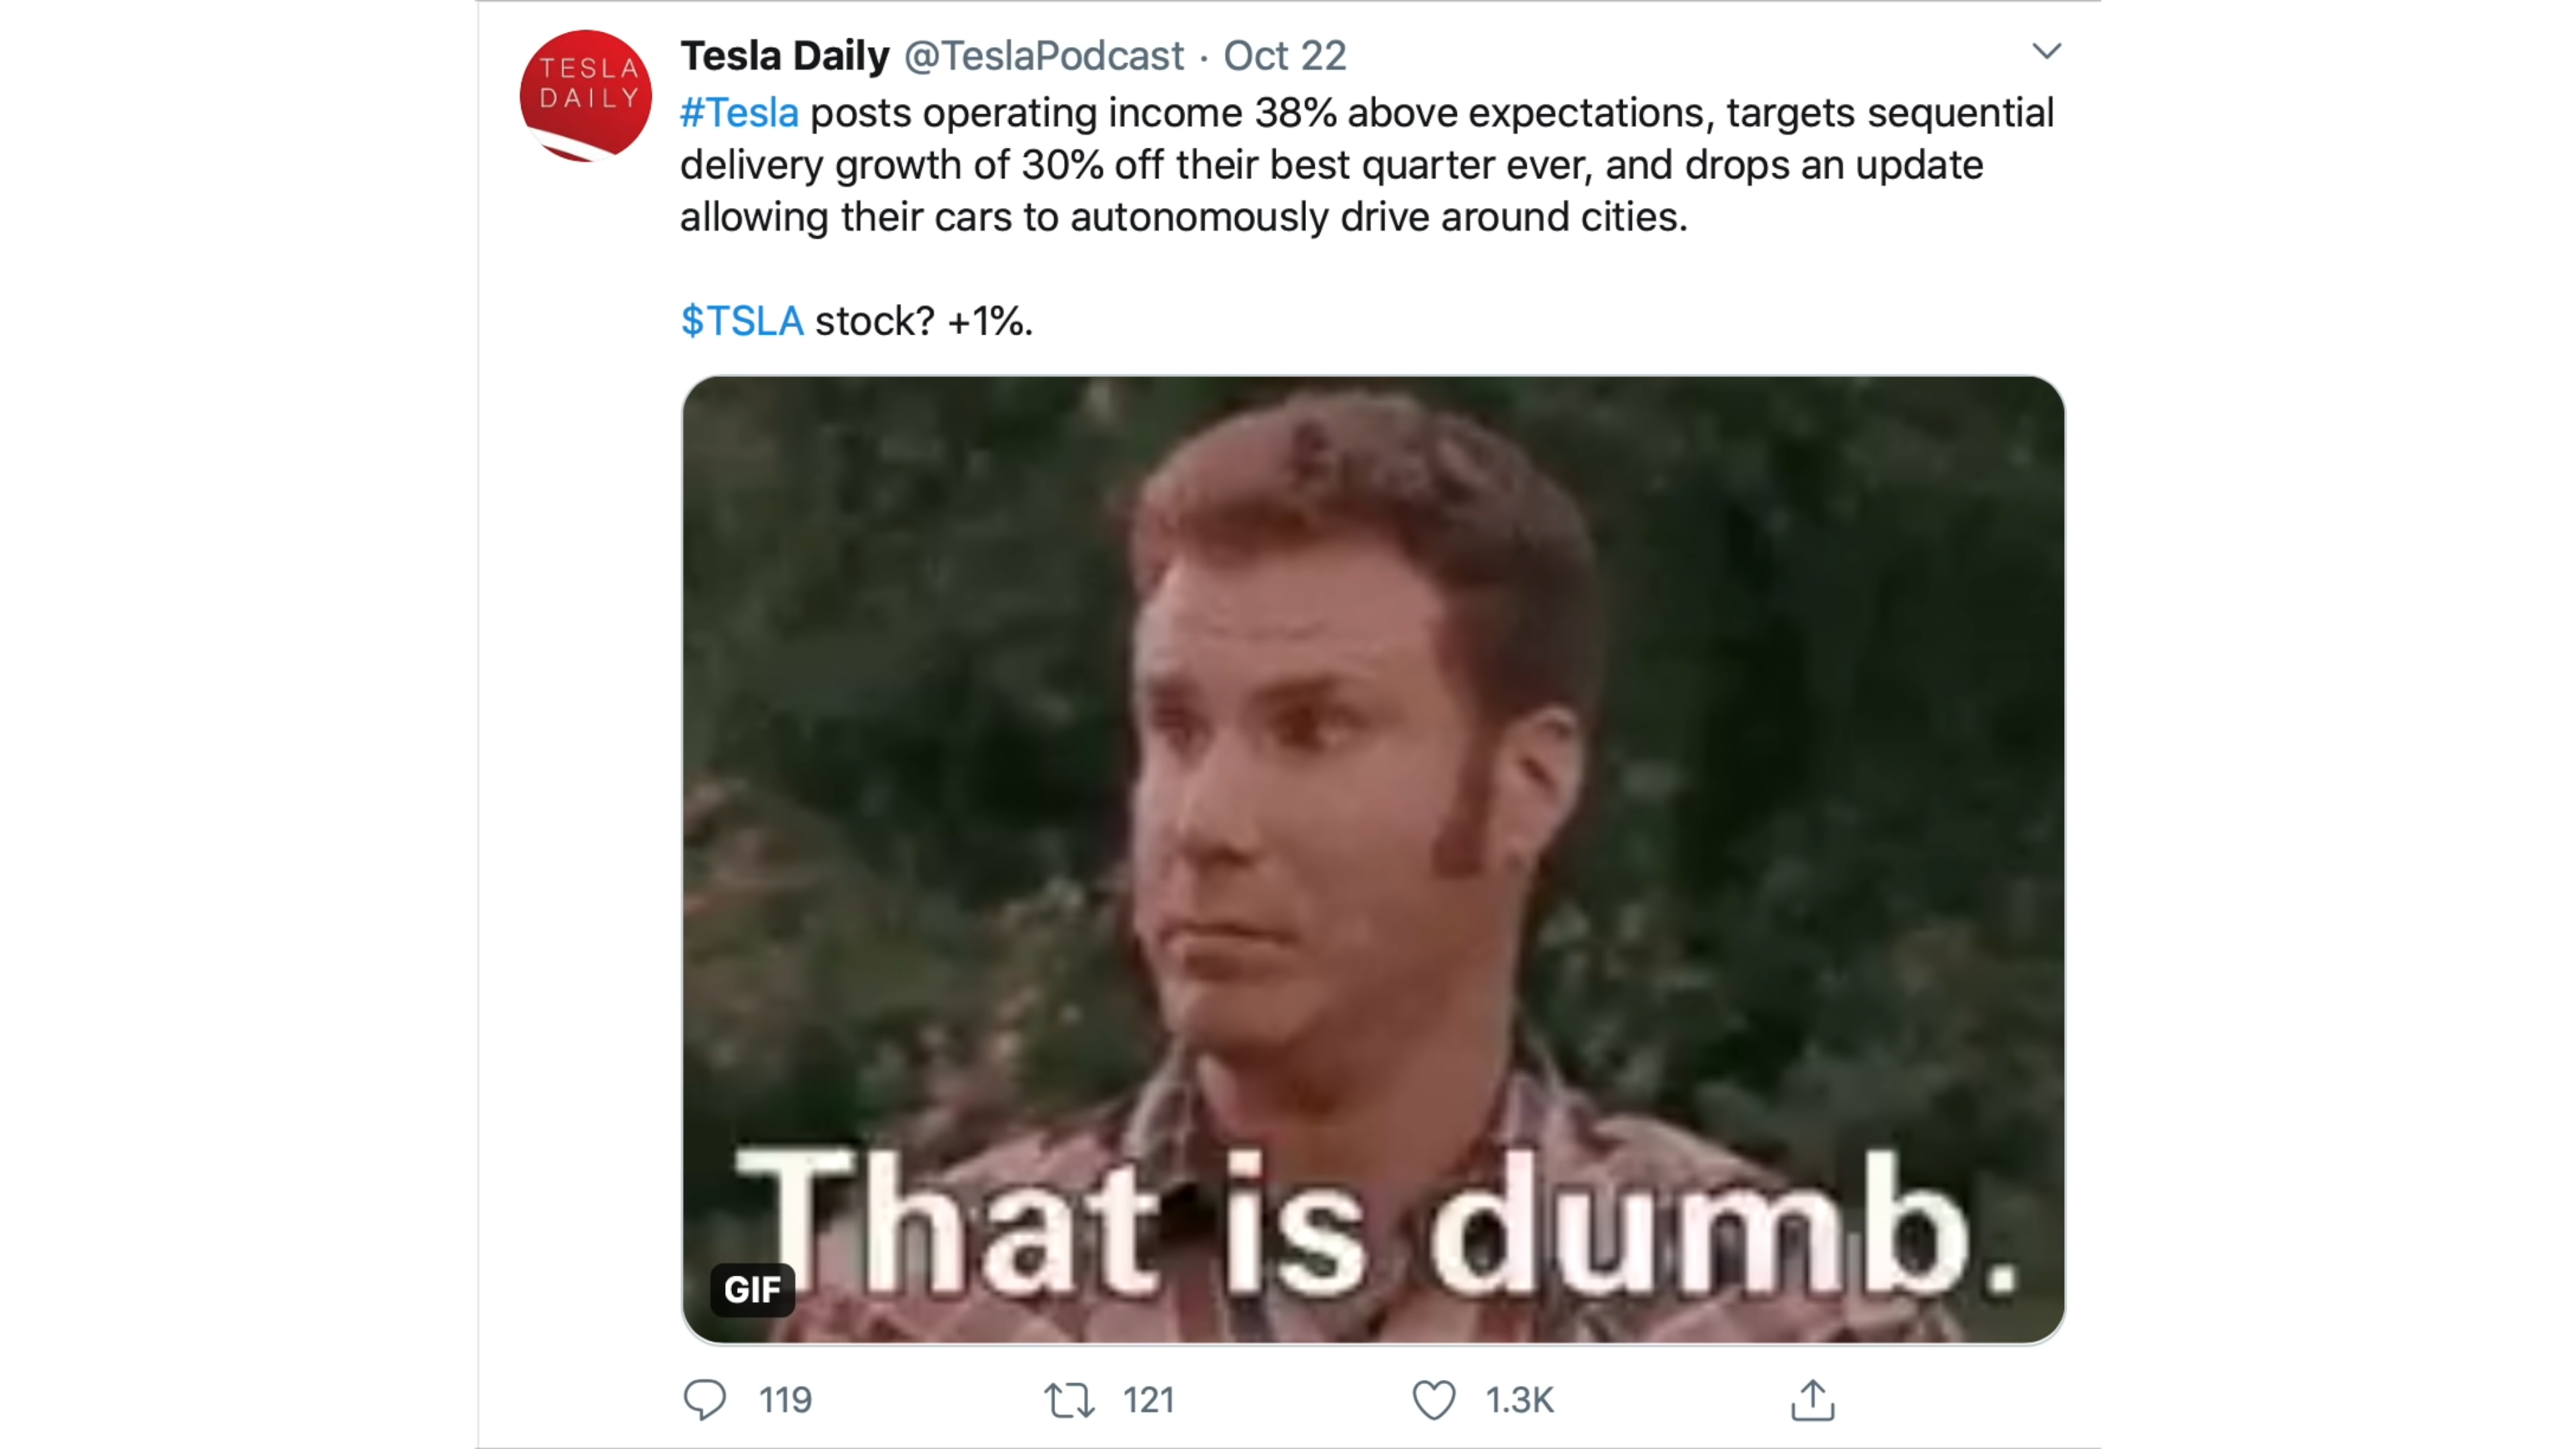 TESLA
DAILY
Tesla Daily @TeslaPodcast · Oct 22
#Tesla posts operating income 38% above expectations, targets sequential
delivery growth of 30% off their best quarter ever, and drops an update
allowing their cars to autonomously drive around cities.
$TSLA stock? +1%.
That is dumb.
GIF
119 121 1.3K